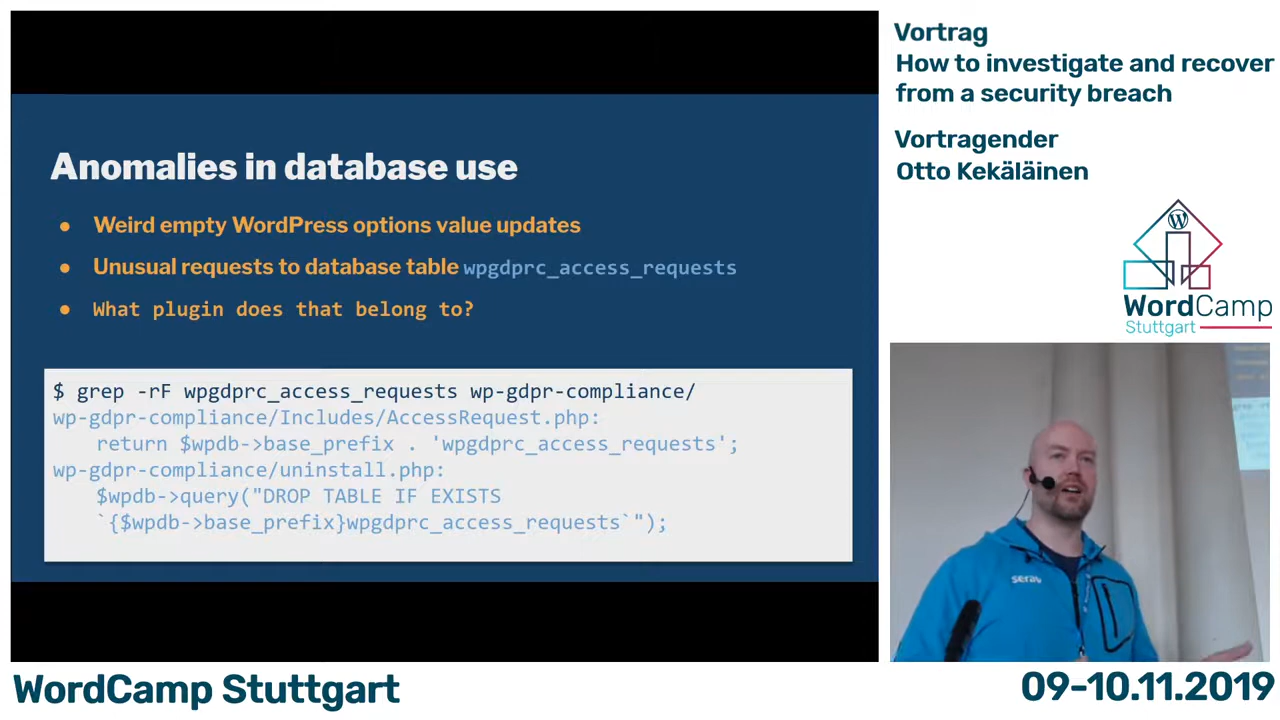 Anomalies in database use
● Weird empty WordPress options value updates
● Unusual requests to database table wpgdprc_access_requests
● What plugin does that belong to?
$ grep -rF wpgdprc_access_requests wp-gdpr-compliance/
wp-gdpr-compliance/Includes/AccessRequest.php:
return $wpdb->base_prefix . 'wpgdprc_access_requests';
wp-gdpr-compliance/uninstall.php:
$wpdb->query("DROP TABLE IF EXISTS
`{$wpdb->base_prefix}wpgdprc_access_requests`");
Vortrag
How to investigate and recover
from a security breach
Vortragender
Otto Kekäläinen
WordCamp
Stuttgart
WordCamp Stuttgart
09-10.11.2019